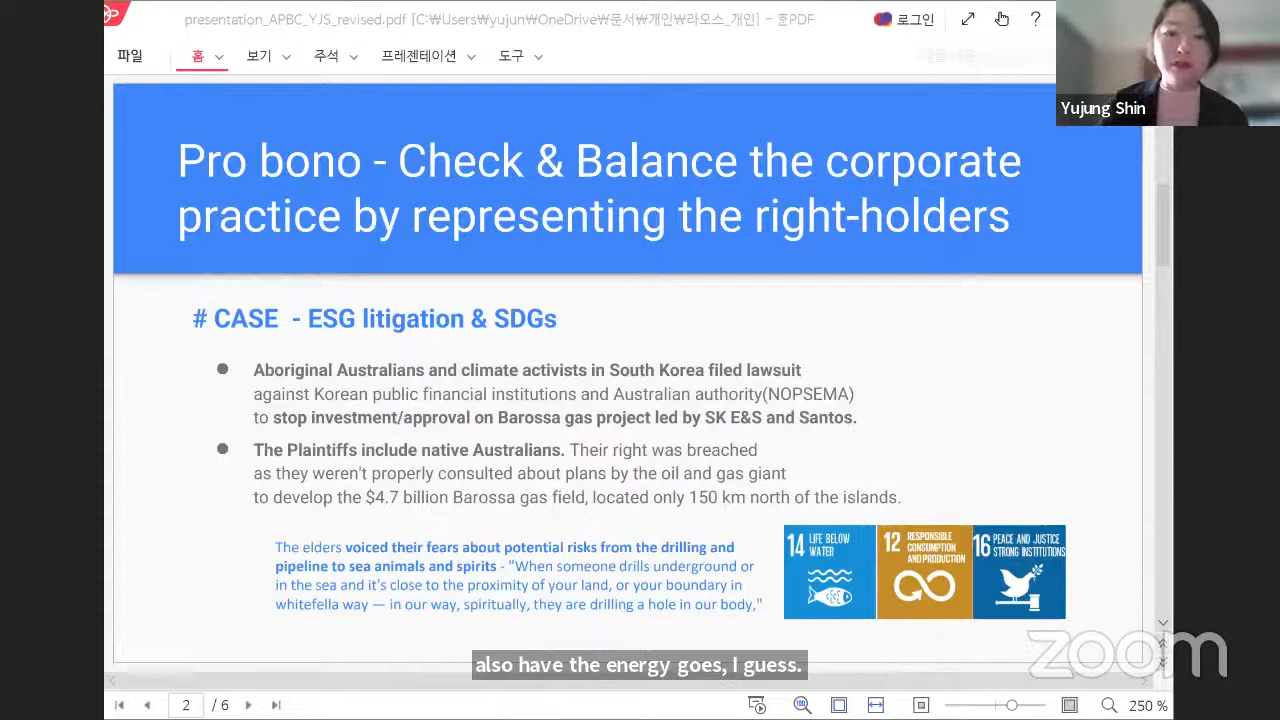 presentation_APBC_YJS_revised.pdf [C:₩Users₩yujun₩OneDrive₩문서₩개인₩라오스_개인] - 혼PDF
로그인
?
파일 홈 보기 주석 프레젠테이션 도구
Yujung Shin
Pro bono - Check & Balance the corporate
practice by representing the right-holders
# CASE - ESG litigation & SDGs
Aboriginal Australians and climate activists in South Korea filed lawsuit
against Korean public financial institutions and Australian authority(NOPSEMA)
to stop investment/approval on Barossa gas project led by SK E&S and Santos.
The Plaintiffs include native Australians. Their right was breached
as they weren't properly consulted about plans by the oil and gas giant
to develop the $4.7 billion Barossa gas field, located only 150 km north of the islands.
The elders voiced their fears about potential risks from the drilling and
pipeline to sea animals and spirits - "When someone drills underground or
in the sea and it's close to the proximity of your land, or your boundary in
whitefella way — in our way, spiritually, they are drilling a hole in our body,"
14 LIFE BELOW
WATER
12 RESPONSIBLE
CONSUMPTION
AND PRODUCTION
16 PEACE AND JUSTICE
STRONG INSTITUTIONS
also have the energy goes, I guess.
zoom
2 / 6
100
250 %